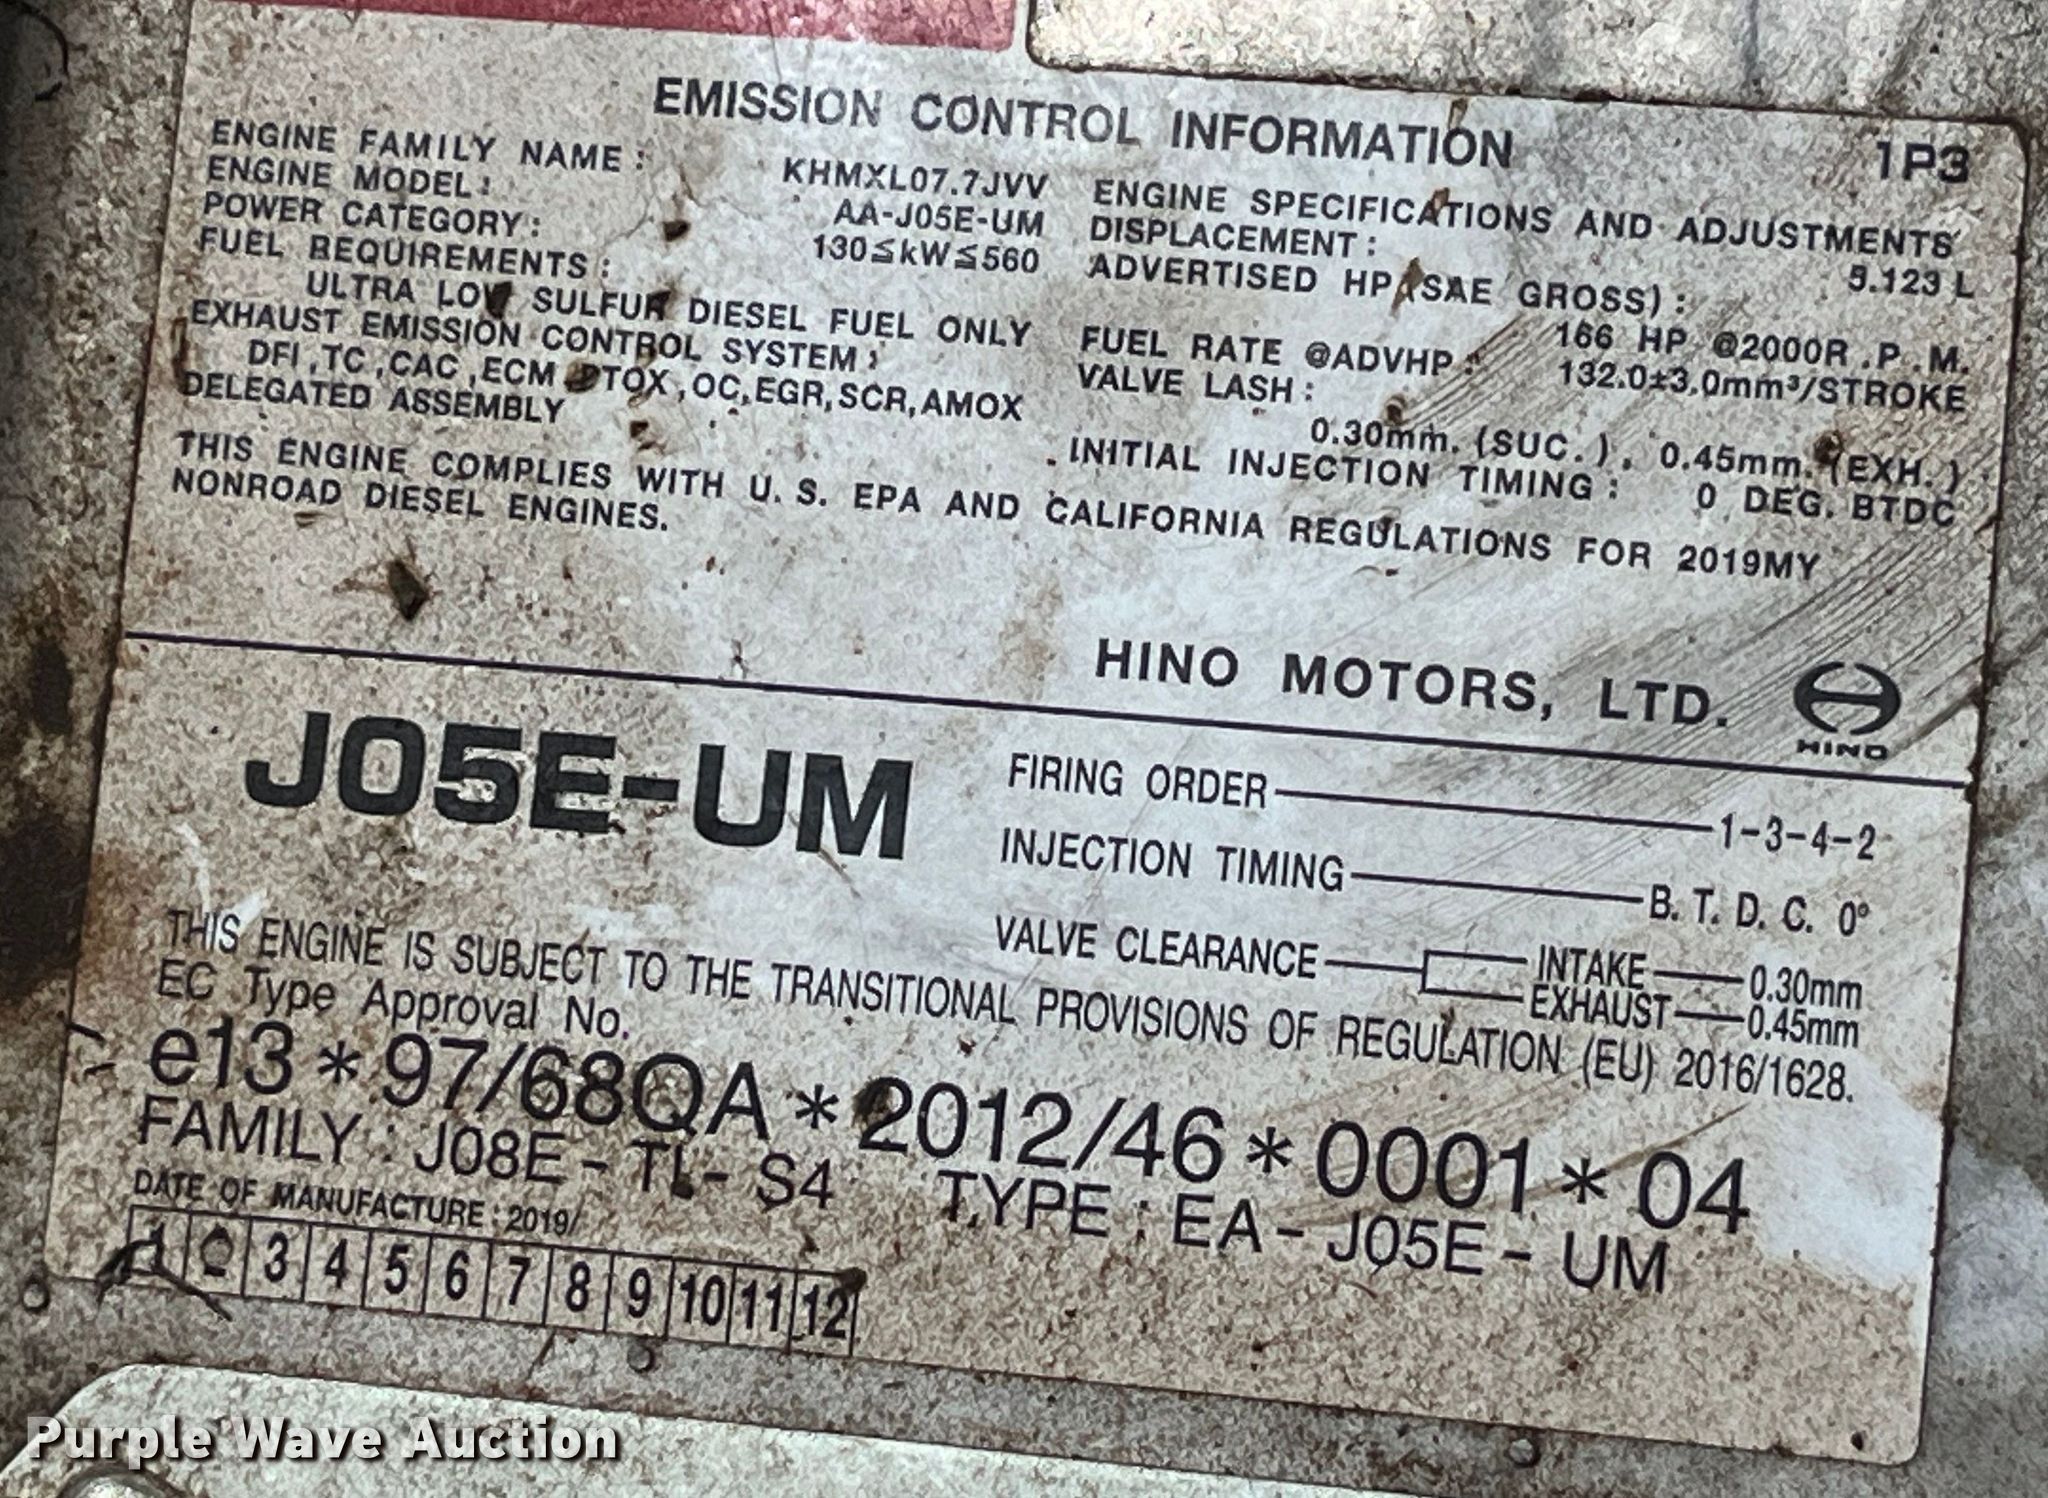 EMISSION CONTROL INFORMATION
1P3
ENGINE FAMILY NAME: KHMXL07.7JVV
ENGINE MODEL: AA-J05E-UM
POWER CATEGORY: 130≦kW≦560
FUEL REQUIREMENTS:
ULTRA LOW SULFUR DIESEL FUEL ONLY
EXHAUST EMISSION CONTROL SYSTEM:
DFI,TC,CAC,ECM,PTOX,OC,EGR,SCR,AMOX
DELEGATED ASSEMBLY
ENGINE SPECIFICATIONS AND ADJUSTMENTS
DISPLACEMENT: 5.123 L
ADVERTISED HP (SAE GROSS):
166 HP @2000R.P.M.
FUEL RATE @ADVHP: 132.0±3.0mm³/STROKE
VALVE LASH:
0.30mm. (SUC.), 0.45mm. (EXH.)
INITIAL INJECTION TIMING: 0 DEG. BTDC
THIS ENGINE COMPLIES WITH U.S. EPA AND CALIFORNIA REGULATIONS FOR 2019MY
NONROAD DIESEL ENGINES.
HINO MOTORS, LTD.
HINO
J05E-UM
FIRING ORDER 1-3-4-2
INJECTION TIMING B.T.D.C. 0°
VALVE CLEARANCE INTAKE 0.30mm
EXHAUST 0.45mm
THIS ENGINE IS SUBJECT TO THE TRANSITIONAL PROVISIONS OF REGULATION (EU) 2016/1628.
EC Type Approval No.
e13*97/68QA*2012/46*0001*04
FAMILY: J08E-TL-S4 TYPE: EA-J05E-UM
DATE OF MANUFACTURE: 2019/
1 2 3 4 5 6 7 8 9 10 11 12
Purple Wave Auction